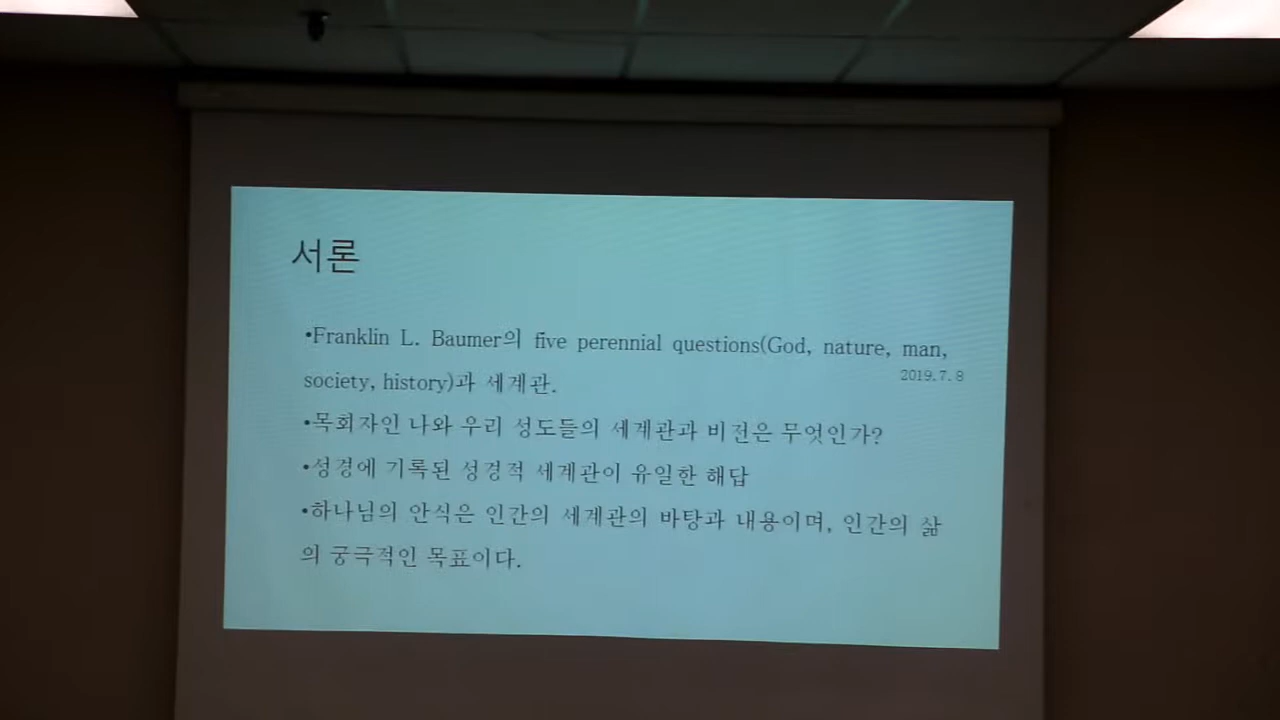 서론
•Franklin L. Baumer의 five perennial questions(God, nature, man,
2019.7.8
society, history)과 세계관.
•목회자인 나와 우리 성도들의 세계관과 비전은 무엇인가?
•성경에 기록된 성경적 세계관이 유일한 해답
•하나님의 안식은 인간의 세계관의 바탕과 내용이며, 인간의 삶
의 궁극적인 목표이다.